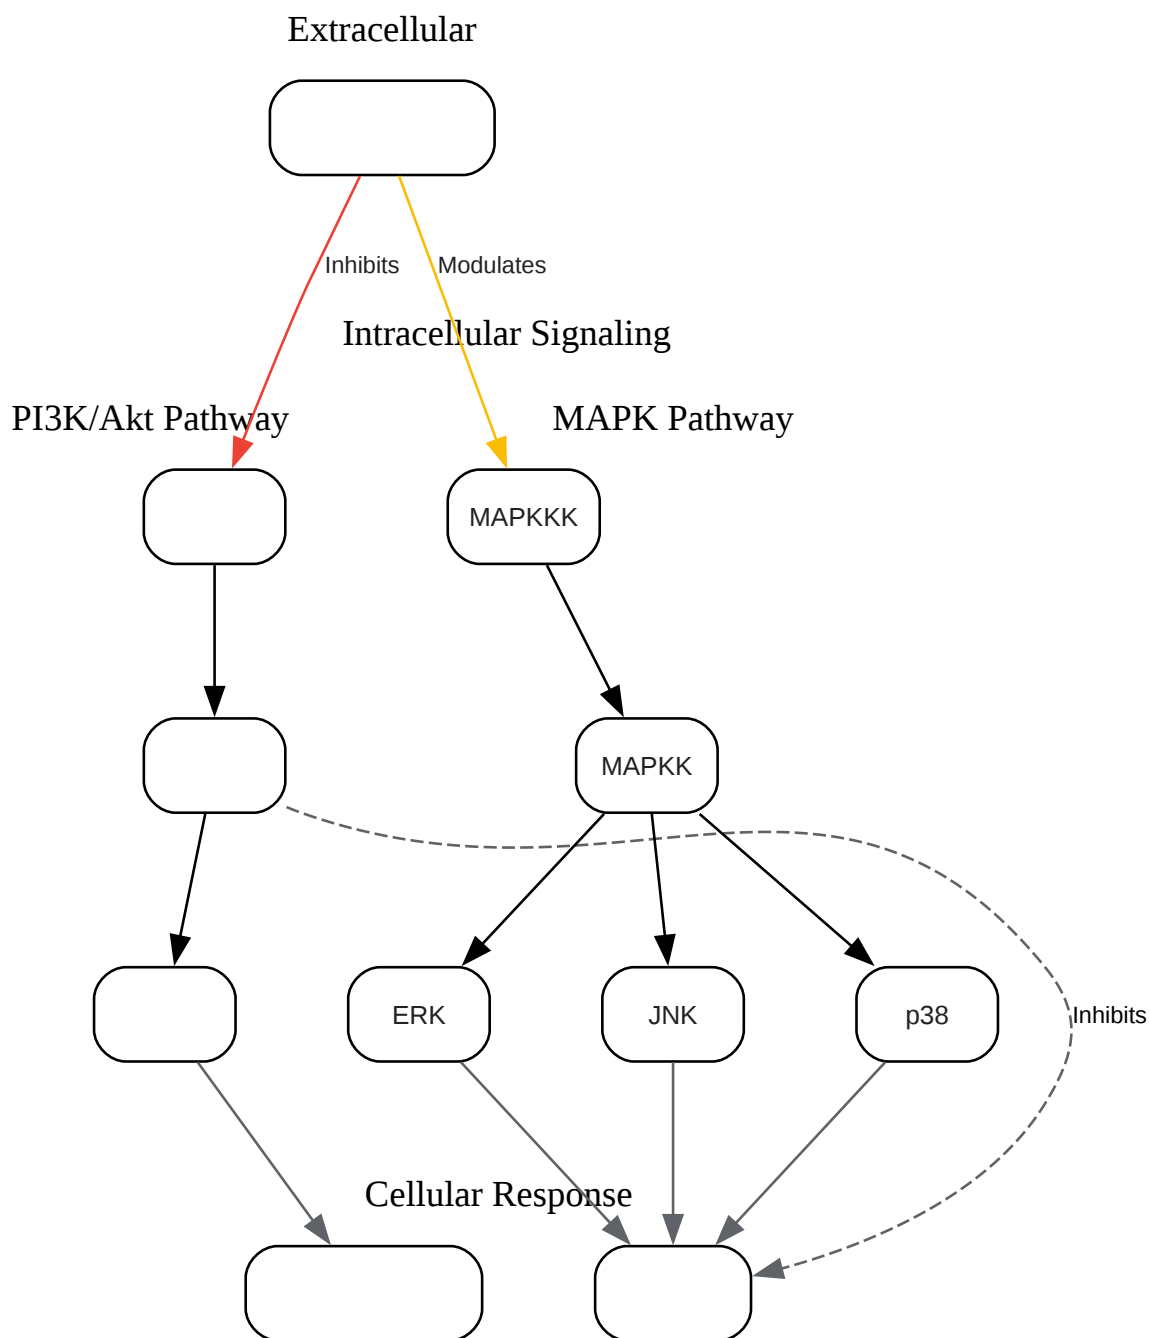 Extracellular
Inhibits
Modulates
Intracellular Signaling
PI3K/Akt Pathway
MAPK Pathway
MAPKKK
MAPKK
ERK
JNK
p38
Inhibits
Cellular Response